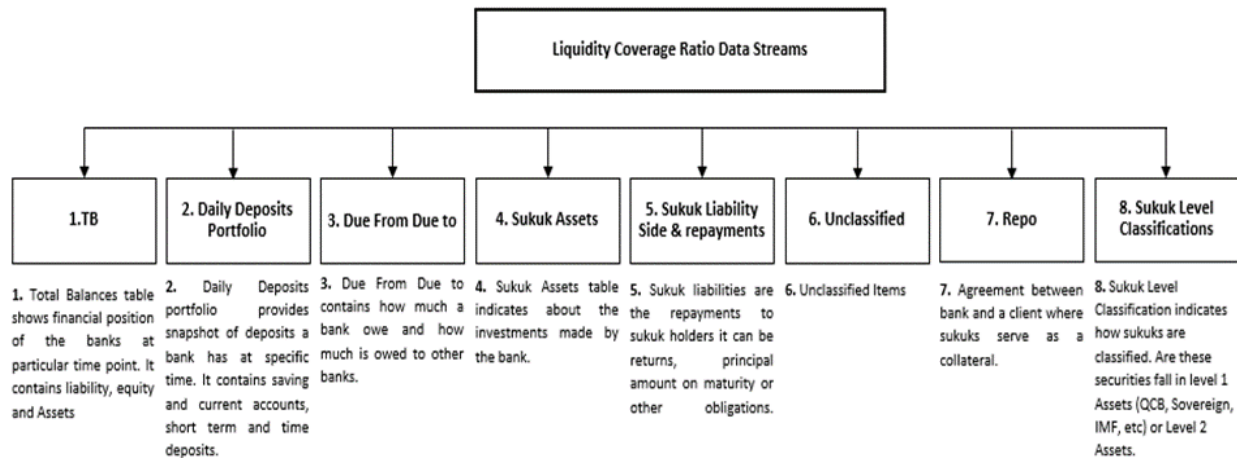 Liquidity Coverage Ratio Data Streams
1.TB
2. Daily Deposits
Portfolio
3. Due From Due to
4. Sukuk Assets
5. Sukuk Liability
Side & repayments
6. Unclassified
7. Repo
8. Sukuk Level
Classifications
1. Total Balances table
shows financial position
of the banks at
particular time point. It
contains liability, equity
and Assets
2. Daily Deposits
portfolio provides
snapshot of deposits a
bank has at specific
time. It contains saving
and current accounts,
short term and time
deposits.
3. Due From Due to
contains how much a
bank owe and how
much is owed to other
banks.
4. Sukuk Assets table
indicates about the
investments made by
the bank.
5. Sukuk liabilities are
the repayments to
sukuk holders it can be
returns, principal
amount on maturity or
other obligations.
6. Unclassified Items
7. Agreement between
bank and a client where
sukuks serve as a
collateral.
8. Sukuk Level
Classification indicates
how sukuks are
classified. Are these
securities fall in level 1
Assets (QCB, Sovereign,
IMF, etc) or Level 2
Assets.